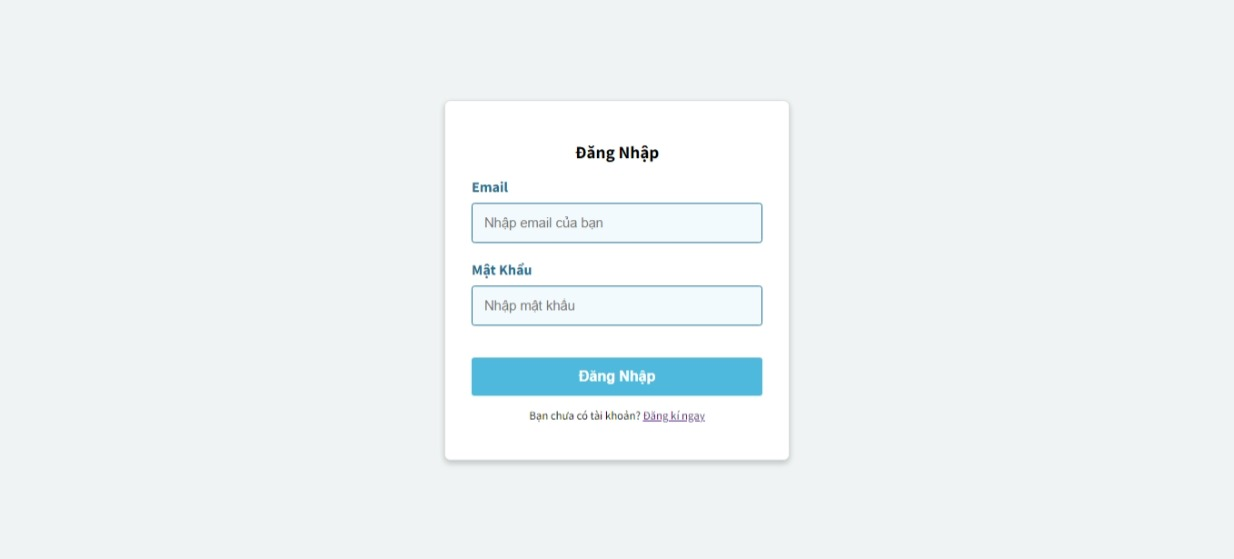 Đăng Nhập
Email
Nhập email của bạn
Mật Khẩu
Nhập mật khẩu
Đăng Nhập
Bạn chưa có tài khoản? Đăng kí ngay